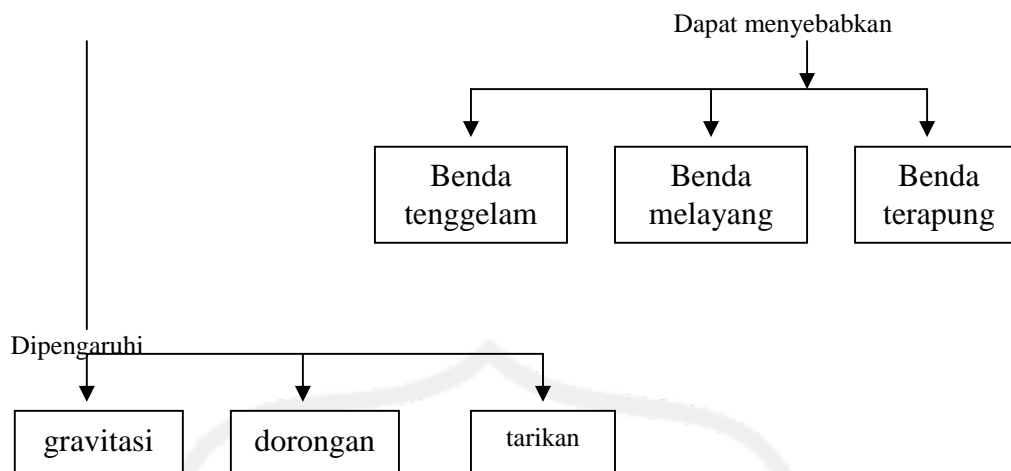 Dapat menyebabkan
Benda
tenggelam
Benda
melayang
Benda
terapung
Dipengaruhi
gravitasi
dorongan
tarikan